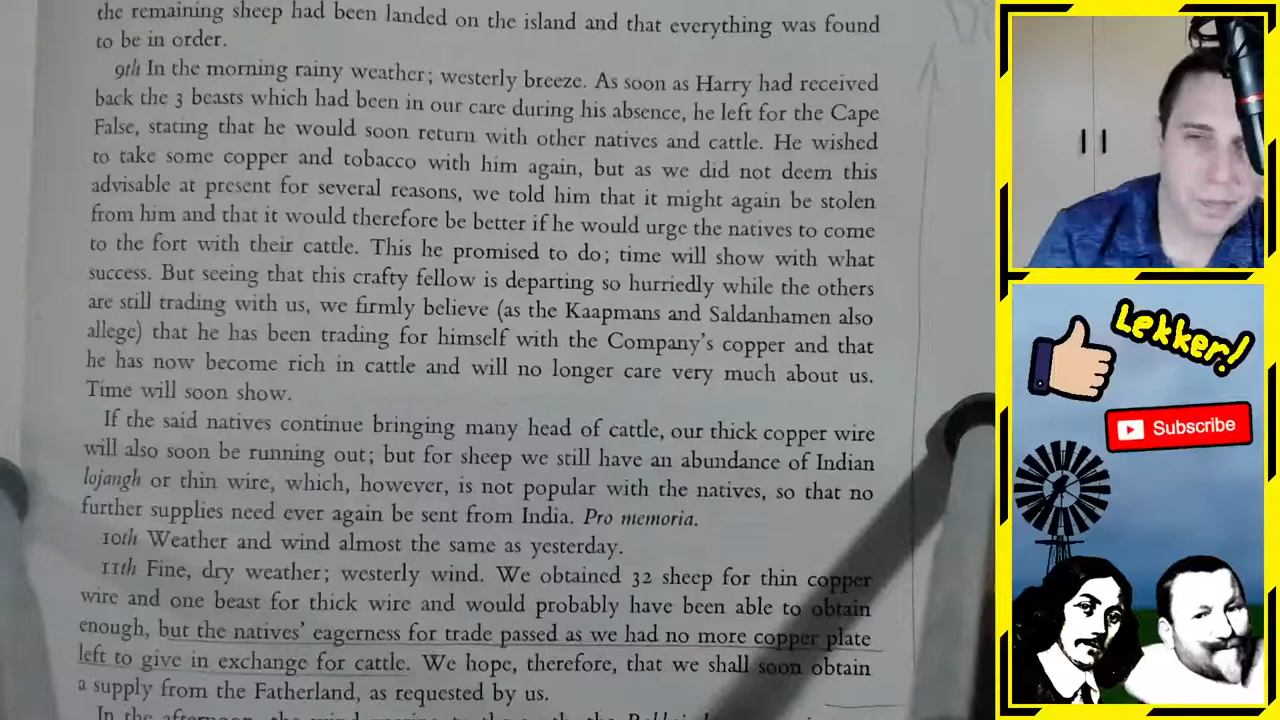 the remaining sheep had been landed on the island and that everything was found
to be in order.
9th In the morning rainy weather; westerly breeze. As soon as Harry had received
back the 3 beasts which had been in our care during his absence, he left for the Cape
False, stating that he would soon return with other natives and cattle. He wished
to take some copper and tobacco with him again, but as we did not deem this
advisable at present for several reasons, we told him that it might again be stolen
from him and that it would therefore be better if he would urge the natives to come
to the fort with their cattle. This he promised to do; time will show with what
success. But seeing that this crafty fellow is departing so hurriedly while the others
are still trading with us, we firmly believe (as the Kaapmans and Saldanhamen also
allege) that he has been trading for himself with the Company's copper and that
he has now become rich in cattle and will no longer care very much about us.
Time will soon show.
If the said natives continue bringing many head of cattle, our thick copper wire
will also soon be running out; but for sheep we still have an abundance of Indian
lojangh or thin wire, which, however, is not popular with the natives, so that no
further supplies need ever again be sent from India. Pro memoria.
10th Weather and wind almost the same as yesterday.
11th Fine, dry weather; westerly wind. We obtained 32 sheep for thin copper
wire and one beast for thick wire and would probably have been able to obtain
enough, but the natives' eagerness for trade passed as we had no more copper plate
left to give in exchange for cattle. We hope, therefore, that we shall soon obtain
a supply from the Fatherland, as requested by us.
In the afternoon, the wind
Lekker!
Subscribe